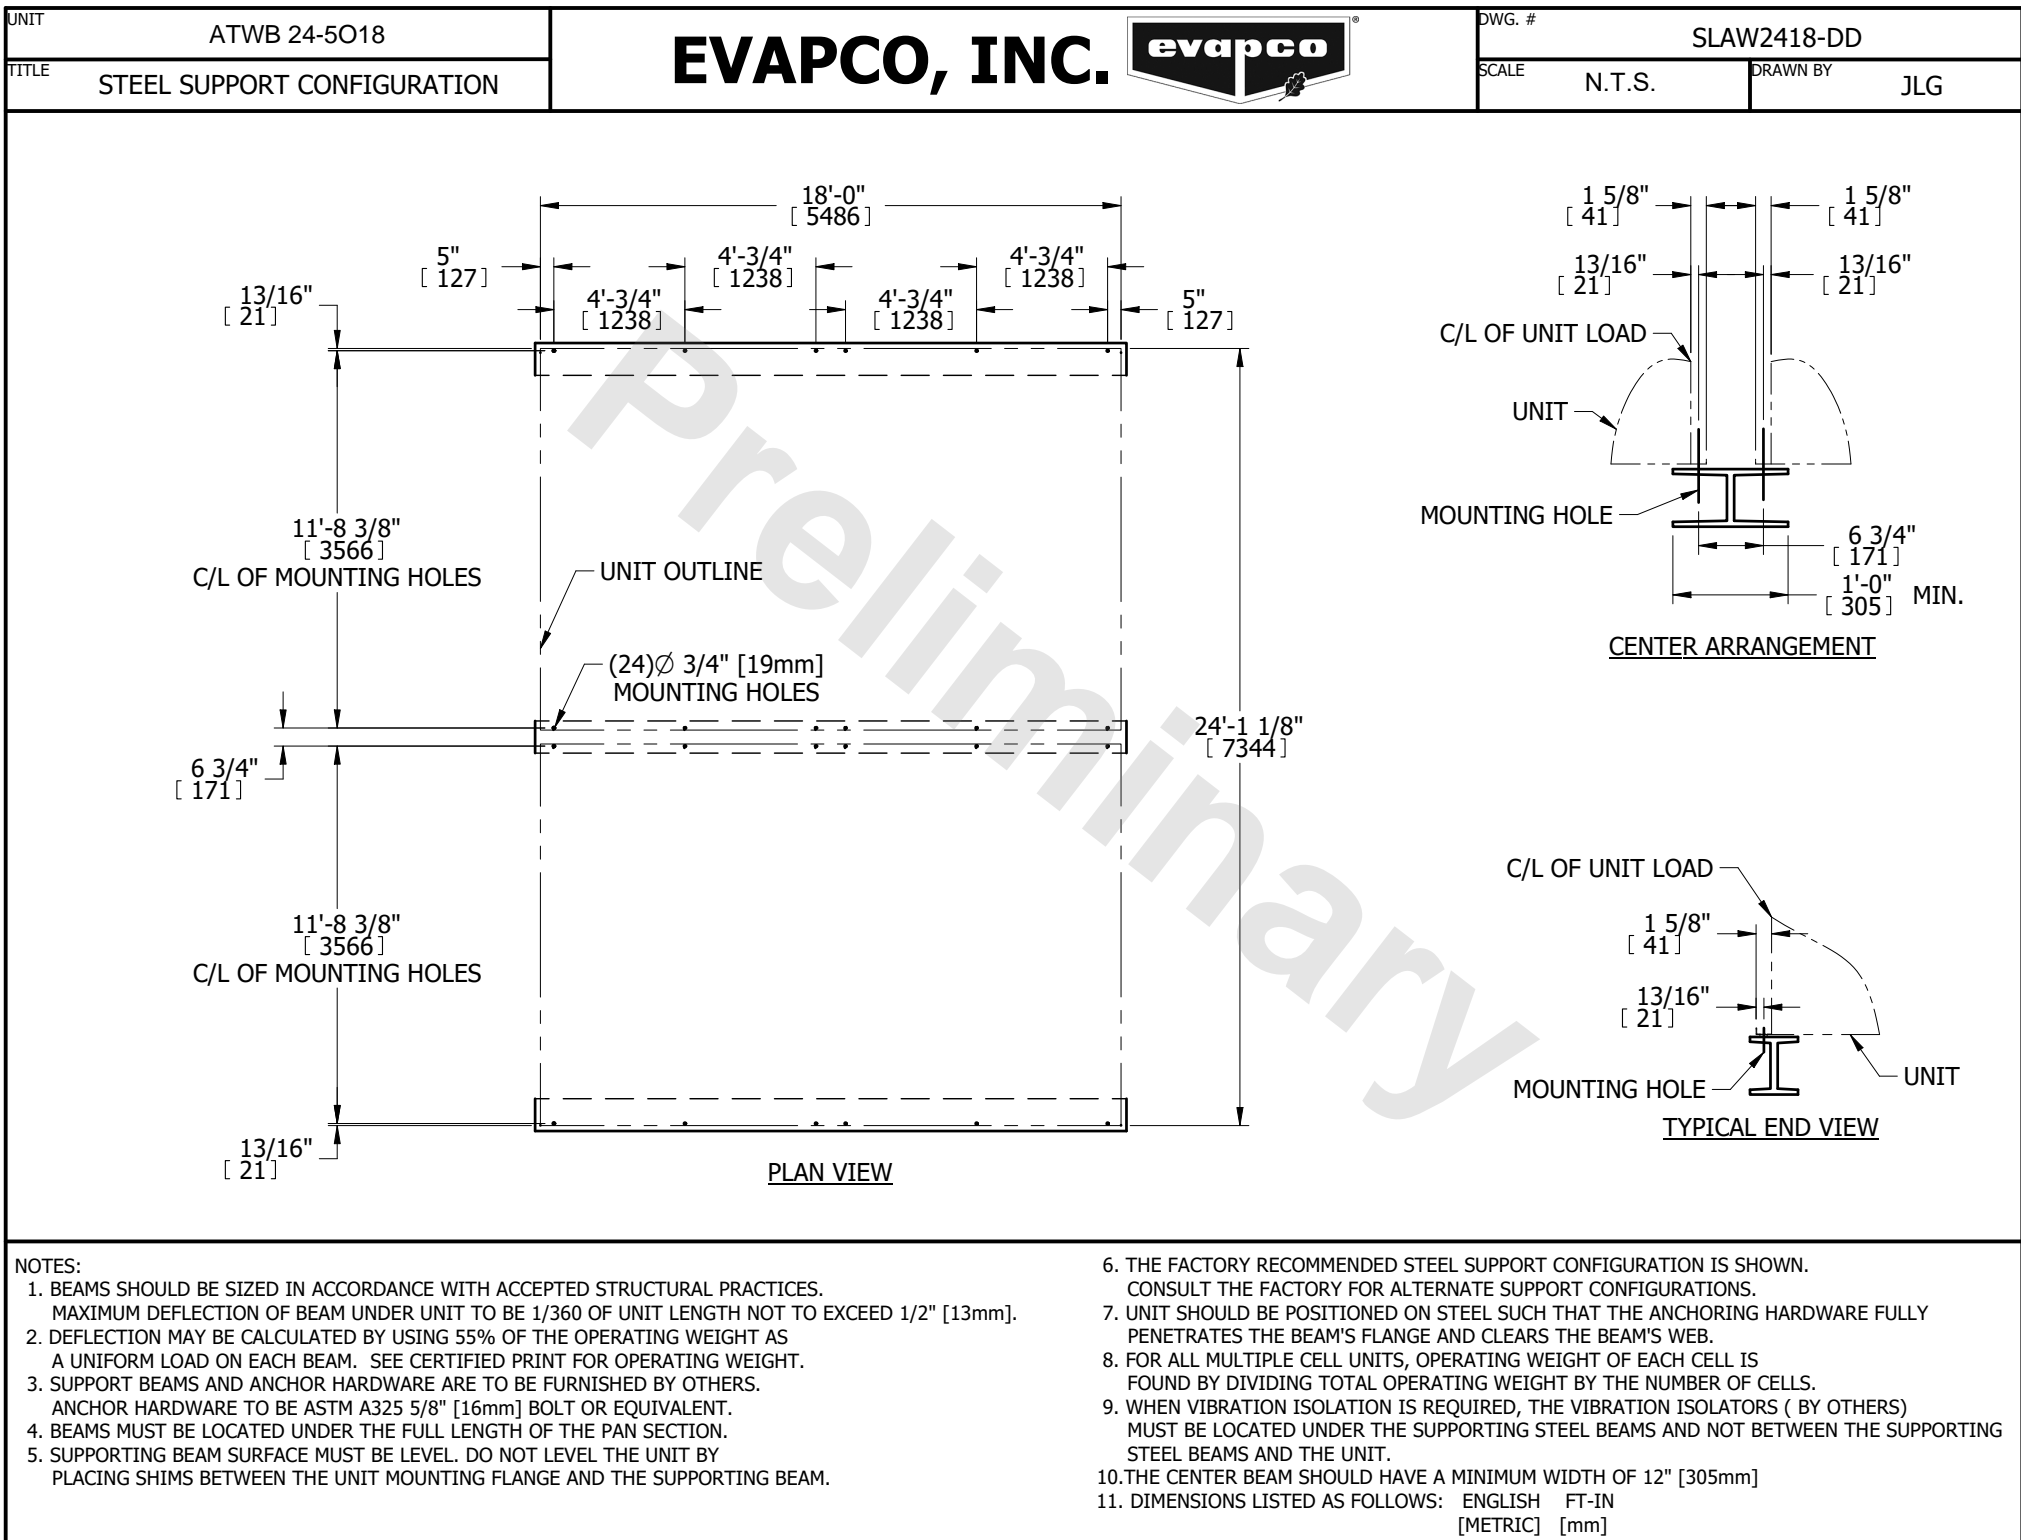 UNIT
ATWB 24-5O18
TITLE
STEEL SUPPORT CONFIGURATION
EVAPCO, INC.
evapco
®
DWG. #
SLAW2418-DD
SCALE
N.T.S.
DRAWN BY
JLG
18'-0"
[ 5486 ]
5"
[ 127 ]
4'-3/4"
[ 1238 ]
4'-3/4"
[ 1238 ]
4'-3/4"
[ 1238 ]
4'-3/4"
[ 1238 ]
5"
[ 127 ]
13/16"
[ 21 ]
11'-8 3/8"
[ 3566 ]
C/L OF MOUNTING HOLES
UNIT OUTLINE
(24)Ø 3/4" [19mm]
MOUNTING HOLES
6 3/4"
[ 171 ]
24'-1 1/8"
[ 7344 ]
11'-8 3/8"
[ 3566 ]
C/L OF MOUNTING HOLES
13/16"
[ 21 ]
PLAN VIEW
Preliminary
1 5/8"
[ 41 ]
1 5/8"
[ 41 ]
13/16"
[ 21 ]
13/16"
[ 21 ]
C/L OF UNIT LOAD
UNIT
MOUNTING HOLE
6 3/4"
[ 171 ]
1'-0"
[ 305 ] MIN.
CENTER ARRANGEMENT
C/L OF UNIT LOAD
1 5/8"
[ 41 ]
13/16"
[ 21 ]
MOUNTING HOLE
UNIT
TYPICAL END VIEW
NOTES:
1. BEAMS SHOULD BE SIZED IN ACCORDANCE WITH ACCEPTED STRUCTURAL PRACTICES.
MAXIMUM DEFLECTION OF BEAM UNDER UNIT TO BE 1/360 OF UNIT LENGTH NOT TO EXCEED 1/2" [13mm].
2. DEFLECTION MAY BE CALCULATED BY USING 55% OF THE OPERATING WEIGHT AS
A UNIFORM LOAD ON EACH BEAM. SEE CERTIFIED PRINT FOR OPERATING WEIGHT.
3. SUPPORT BEAMS AND ANCHOR HARDWARE ARE TO BE FURNISHED BY OTHERS.
ANCHOR HARDWARE TO BE ASTM A325 5/8" [16mm] BOLT OR EQUIVALENT.
4. BEAMS MUST BE LOCATED UNDER THE FULL LENGTH OF THE PAN SECTION.
5. SUPPORTING BEAM SURFACE MUST BE LEVEL. DO NOT LEVEL THE UNIT BY
PLACING SHIMS BETWEEN THE UNIT MOUNTING FLANGE AND THE SUPPORTING BEAM.
6. THE FACTORY RECOMMENDED STEEL SUPPORT CONFIGURATION IS SHOWN.
CONSULT THE FACTORY FOR ALTERNATE SUPPORT CONFIGURATIONS.
7. UNIT SHOULD BE POSITIONED ON STEEL SUCH THAT THE ANCHORING HARDWARE FULLY
PENETRATES THE BEAM'S FLANGE AND CLEARS THE BEAM'S WEB.
8. FOR ALL MULTIPLE CELL UNITS, OPERATING WEIGHT OF EACH CELL IS
FOUND BY DIVIDING TOTAL OPERATING WEIGHT BY THE NUMBER OF CELLS.
9. WHEN VIBRATION ISOLATION IS REQUIRED, THE VIBRATION ISOLATORS ( BY OTHERS)
MUST BE LOCATED UNDER THE SUPPORTING STEEL BEAMS AND NOT BETWEEN THE SUPPORTING
STEEL BEAMS AND THE UNIT.
10.THE CENTER BEAM SHOULD HAVE A MINIMUM WIDTH OF 12" [305mm]
11. DIMENSIONS LISTED AS FOLLOWS: ENGLISH FT-IN
[METRIC] [mm]